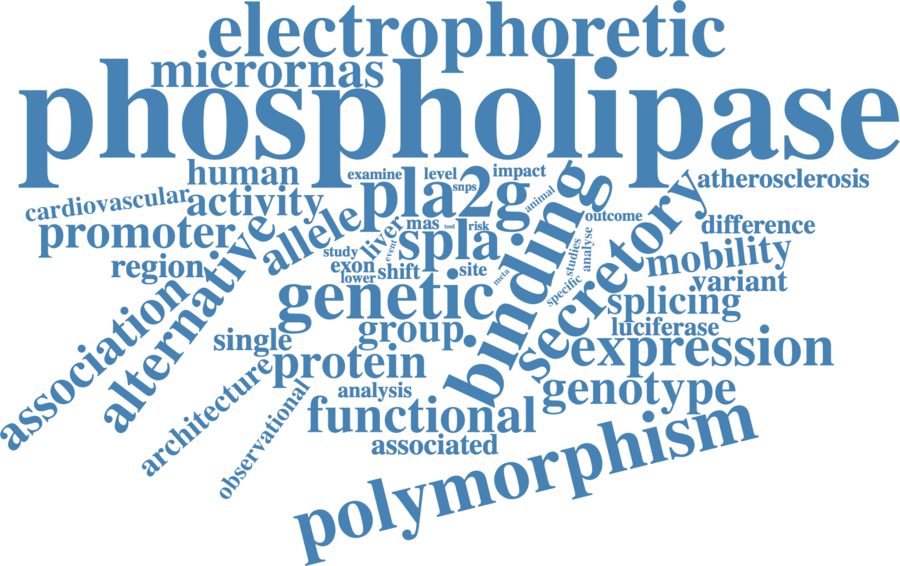 electrophoretic
micrornas
phospholipase
human
examine
level
snps
impact
atherosclerosis
cardiovascular
activity
pla2g
animal
binding
secretory
promoter
allele
liver
mas
tool
risk
outcome
difference
region
alternative
study
event
spla
studies
analyse
mobility
exon
shift
site
lower
meta
specific
variant
association
genetic
splicing
single
group
luciferase
architecture
protein
expression
observational
analysis
functional
genotype
associated
polymorphism